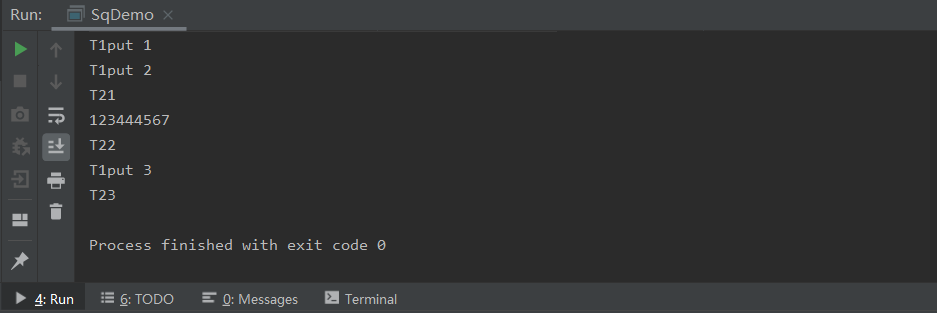 Run: SqDemo
T1put 1
T1put 2
T21
123444567
T22
T1put 3
T23
Process finished with exit code 0
4: Run 6: TODO 0: Messages Terminal